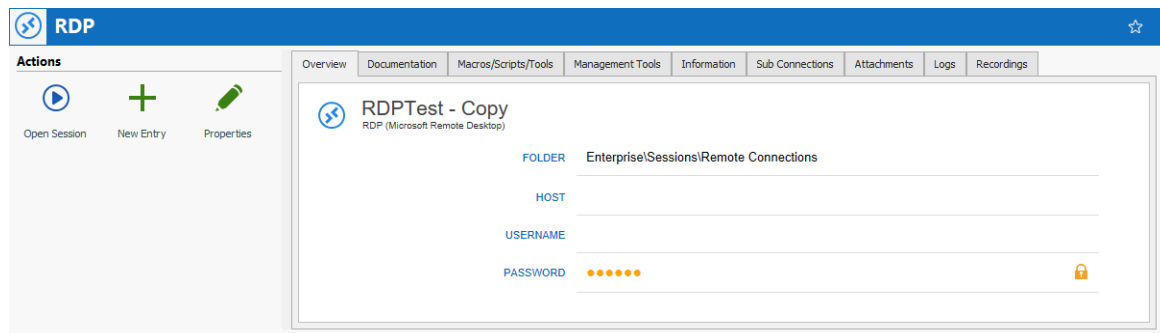 RDP
Actions
Open Session New Entry Properties
Overview Documentation Macros/Scripts/Tools Management Tools Information Sub Connections Attachments Logs Recordings
RDPTest - Copy
RDP (Microsoft Remote Desktop)
FOLDER Enterprise\Sessions\Remote Connections
HOST
USERNAME
PASSWORD ●●●●●●